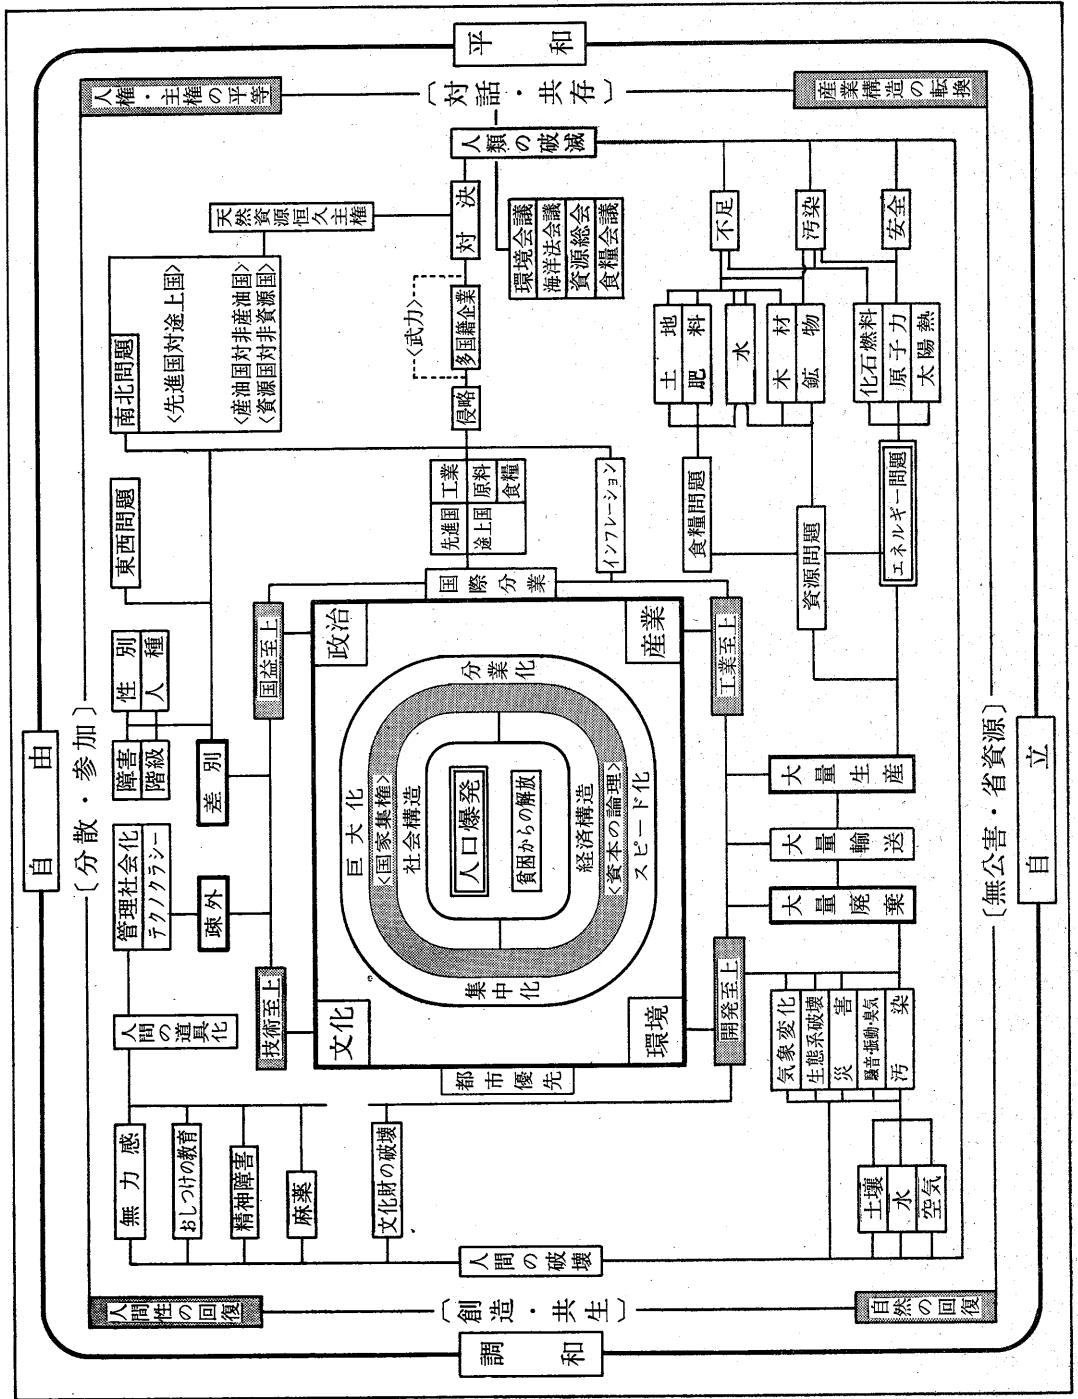 自由
〔分散・参加〕
人間性の回復
人権・主権の平等
無力感
おしつけの教育
精神障害
麻薬
文化財の破壊
人間の道具化
管理社会化
テクノクラシー
疎外
障害
階級
性別
人種
差別
東西問題
南北問題
<先進国対途上国>
<産油国対非産油国>
<資源国対非資源国>
天然資源恒久主権
技術至上
国益至上
調和
〔創造・共生〕
人間の破壊
都市優先
文化
政治
環境
産業
巨大化
<国家集権>
社会構造
人口爆発
貧困からの解放
経済構造
<資本の論理>
スピード化
集中化
分業化
国際分業
先進国
工業
途上国
原料
食糧
インフレーション
侵略
多国籍企業
<武力>
対決
人類の破滅
〔対話・共存〕
平和
環境会議
海洋法会議
資源総会
食糧会議
開発至上
工業至上
大量廃棄
大量輸送
大量生産
気象変化
生態系破壊
災害
騒音・振動・臭気
汚染
土壌
水
空気
食糧問題
資源問題
エネルギー問題
土地
肥料
水
木材
鉱物
化石燃料
原子力
太陽熱
不足
汚染
安全
自然の回復
産業構造の転換
〔無公害・省資源〕
自立